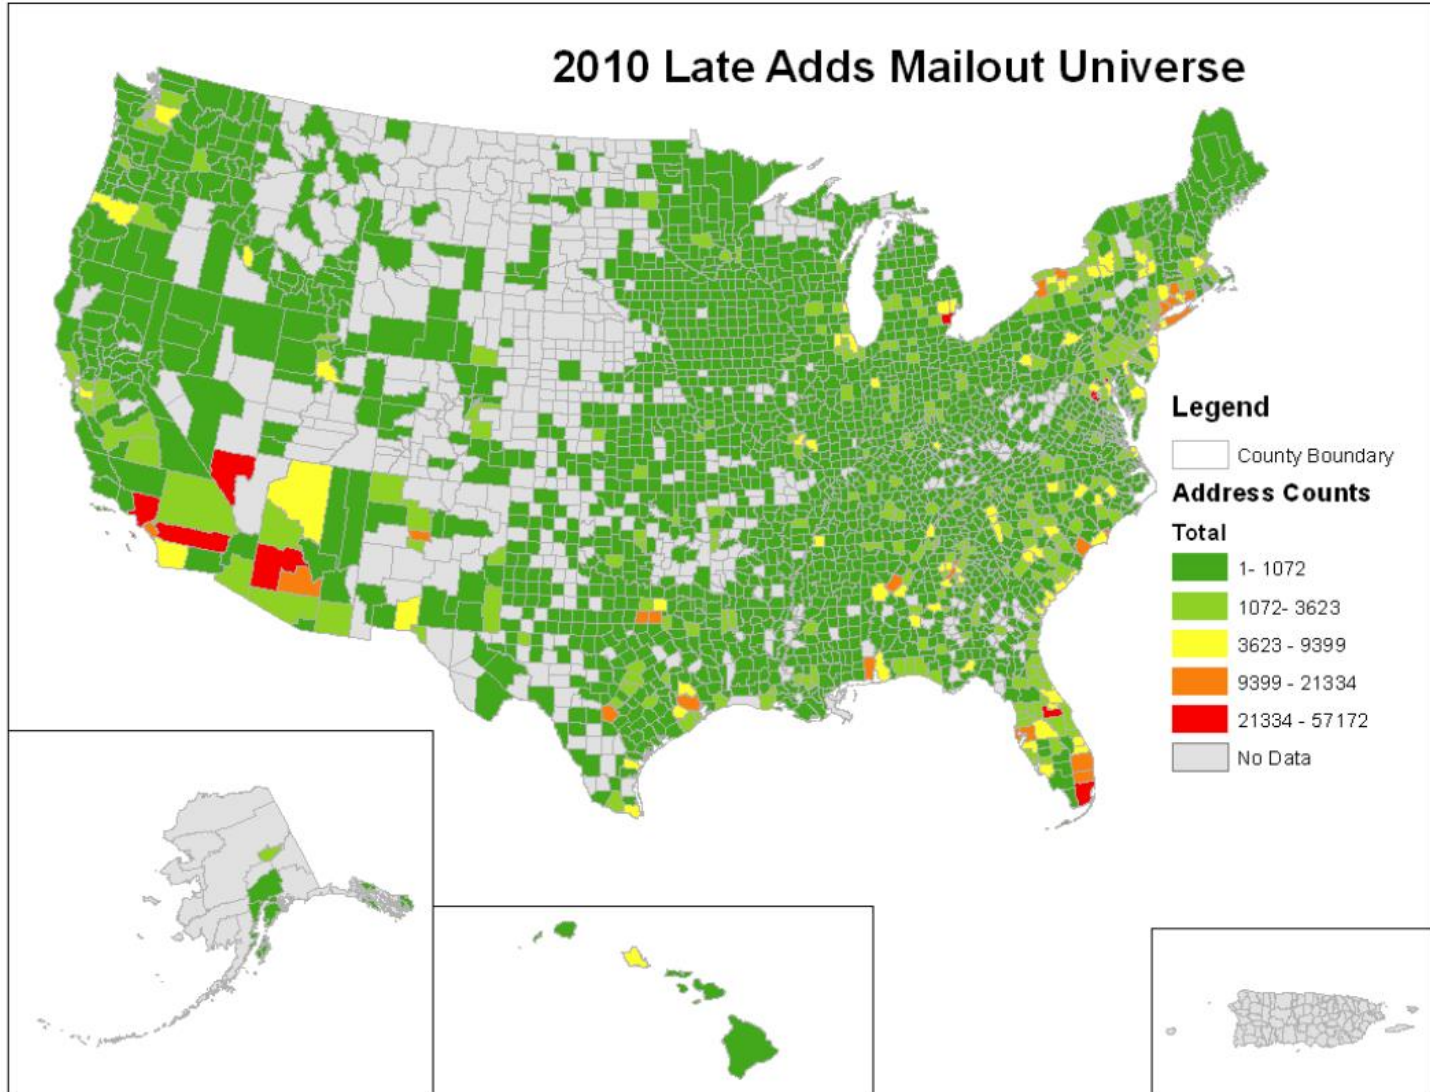 2010 Late Adds Mailout Universe
Legend
County Boundary
Address Counts
Total
1- 1072
1072- 3623
3623 - 9399
9399 - 21334
21334 - 57172
No Data